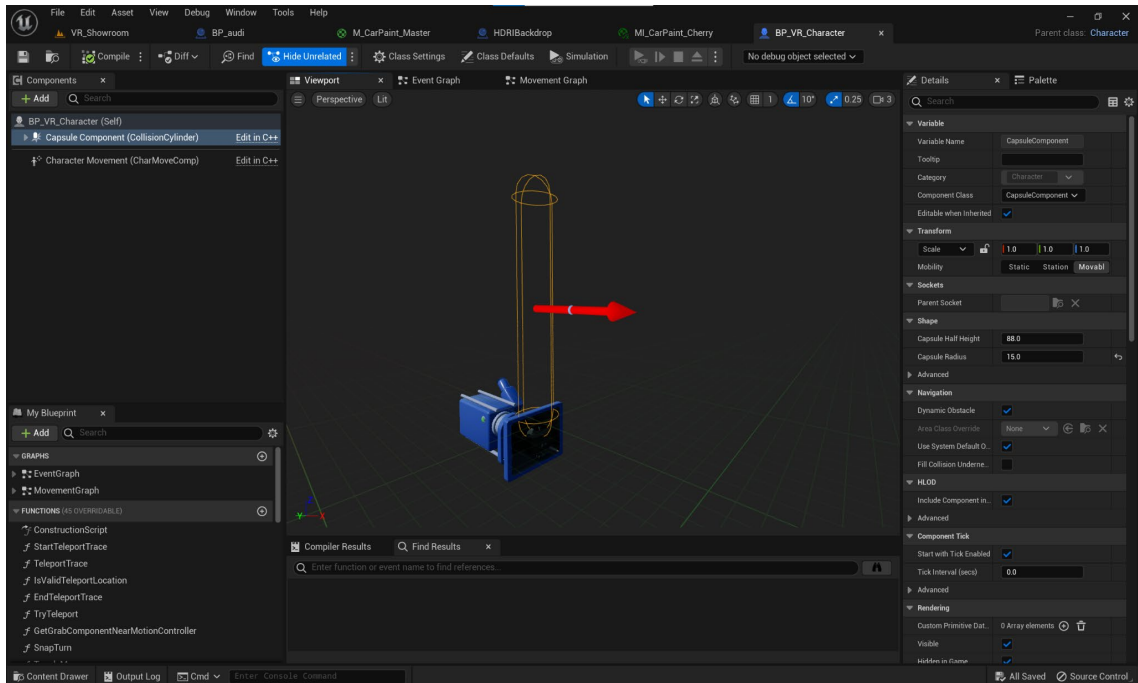 File Edit Asset View Debug Window Tools Help
VR_Showroom BP_audi M_CarPaint_Master HDRIBackdrop MI_CarPaint_Cherry BP_VR_Character Parent class: Character
Compile Diff Find Hide Unrelated Class Settings Class Defaults Simulation No debug object selected
Components
Add Search
BP_VR_Character (Self)
Capsule Component (CollisionCylinder) Edit in C++
Character Movement (CharMoveComp) Edit in C++
My Blueprint
Add Search
GRAPHS
EventGraph
MovementGraph
FUNCTIONS (45 OVERRIDABLE)
ConstructionScript
StartTeleportTrace
TeleportTrace
IsValidTeleportLocation
EndTeleportTrace
TryTeleport
GetGrabComponentNearMotionController
SnapTurn
Viewport Event Graph Movement Graph
Perspective Lit 1 10° 0.25 3
Compiler Results Find Results
Enter function or event name to find references...
Details Palette
Search
Variable
Variable Name CapsuleComponent
Tooltip
Category Character
Component Class CapsuleComponent
Editable when Inherited
Transform
Scale 1.0 1.0 1.0
Mobility Static Station Movabl
Sockets
Parent Socket
Shape
Capsule Half Height 88.0
Capsule Radius 15.0
Advanced
Navigation
Dynamic Obstacle
Area Class Override None
Use System Default O...
Fill Collision Underne...
HLOD
Include Component in...
Advanced
Component Tick
Start with Tick Enabled
Tick Interval (secs) 0.0
Advanced
Rendering
Custom Primitive Dat... 0 Array elements
Visible
Hidden in Game
Content Drawer Output Log Cmd Enter Console Command All Saved Source Control